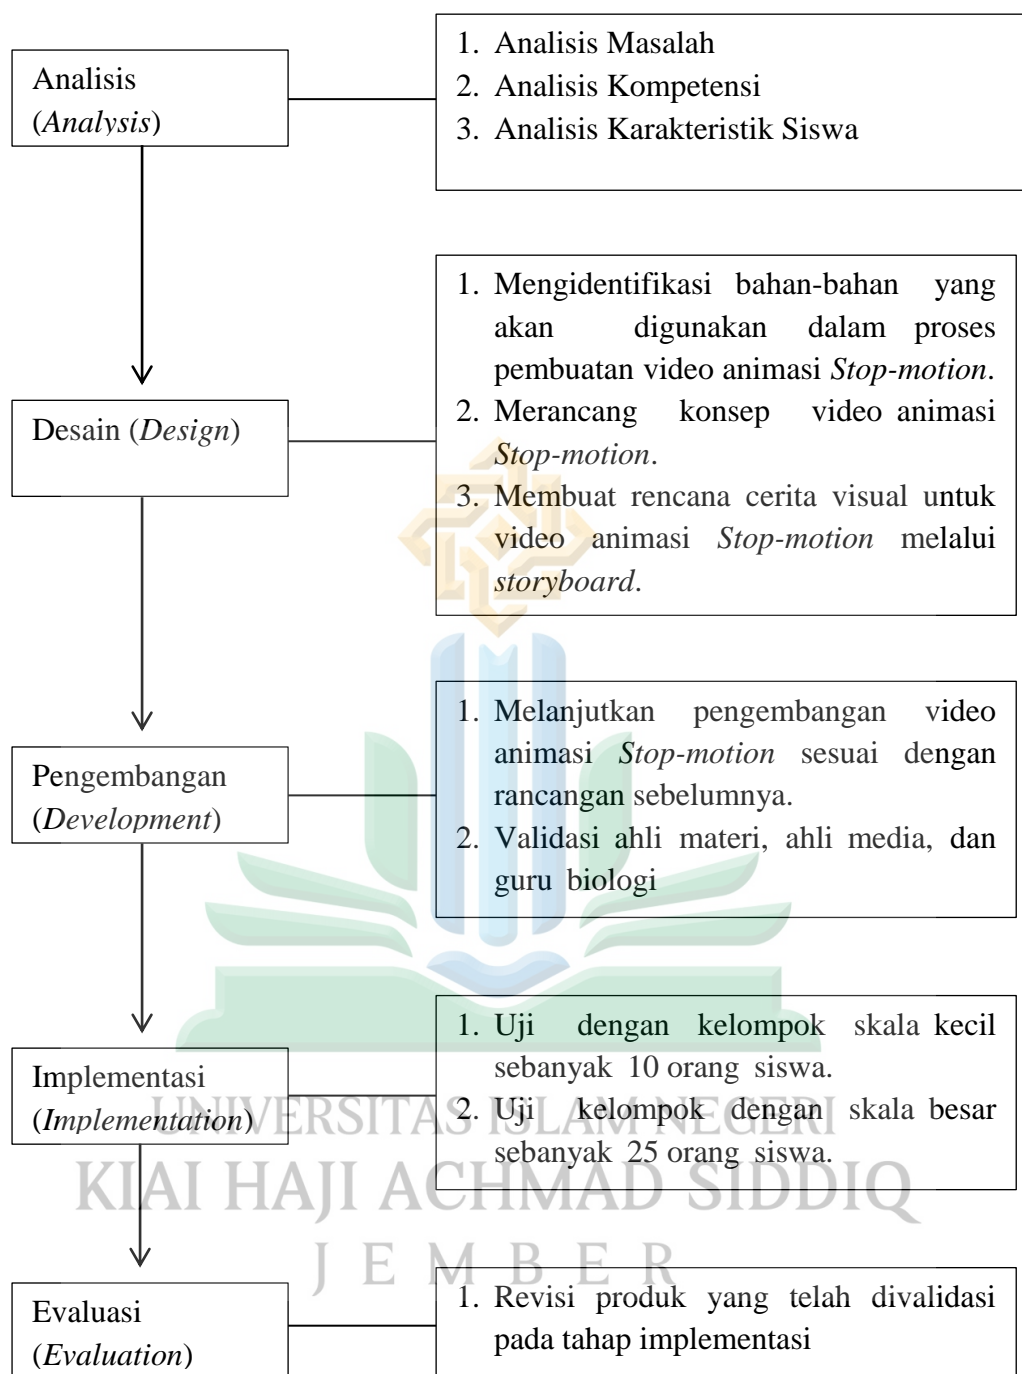 Analisis
(Analysis)
1. Analisis Masalah
2. Analisis Kompetensi
3. Analisis Karakteristik Siswa
Desain (Design)
1. Mengidentifikasi bahan-bahan yang
akan digunakan dalam proses
pembuatan video animasi Stop-motion.
2. Merancang konsep video animasi
Stop-motion.
3. Membuat rencana cerita visual untuk
video animasi Stop-motion melalui
storyboard.
Pengembangan
(Development)
1. Melanjutkan pengembangan video
animasi Stop-motion sesuai dengan
rancangan sebelumnya.
2. Validasi ahli materi, ahli media, dan
guru biologi
Implementasi
(Implementation)
1. Uji dengan kelompok skala kecil
sebanyak 10 orang siswa.
2. Uji kelompok dengan skala besar
sebanyak 25 orang siswa.
UNIVERSITAS ISLAM NEGERI
KIAI HAJI ACHMAD SIDDIQ
JEMBER
Evaluasi
(Evaluation)
1. Revisi produk yang telah divalidasi
pada tahap implementasi